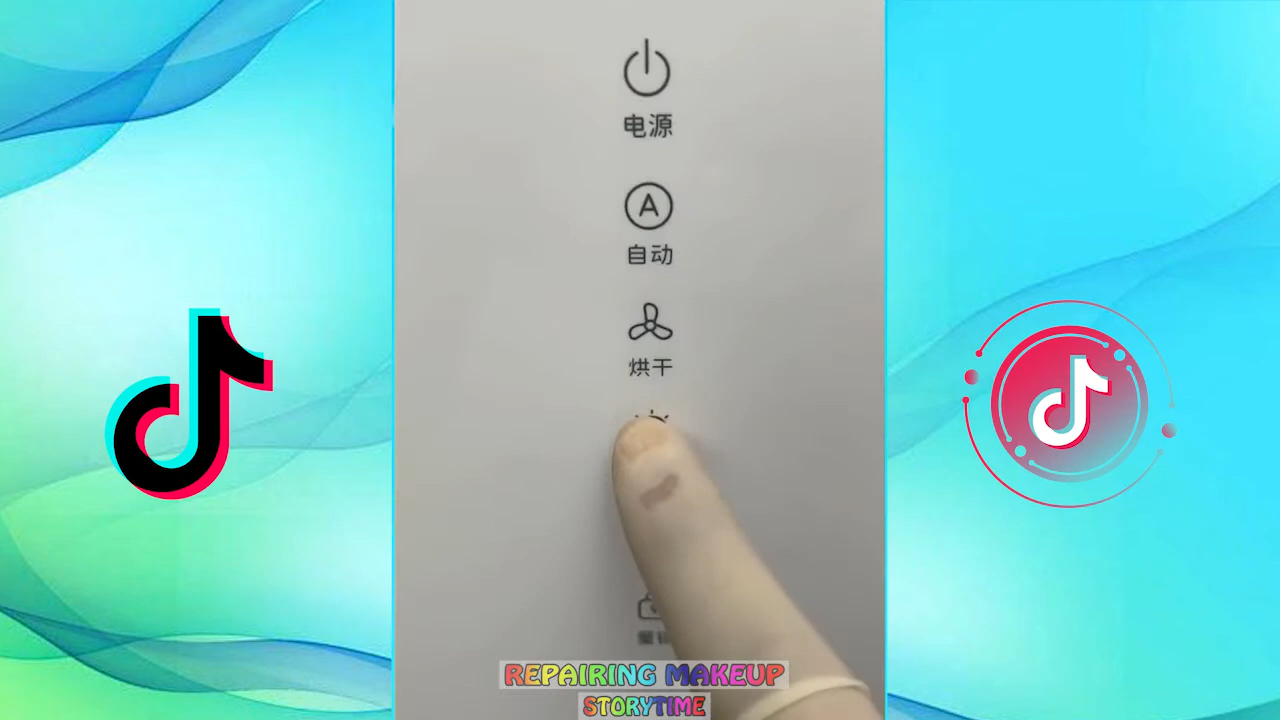 电源
A
自动
烘干
REPAIRING MAKEUP
STORYTIME